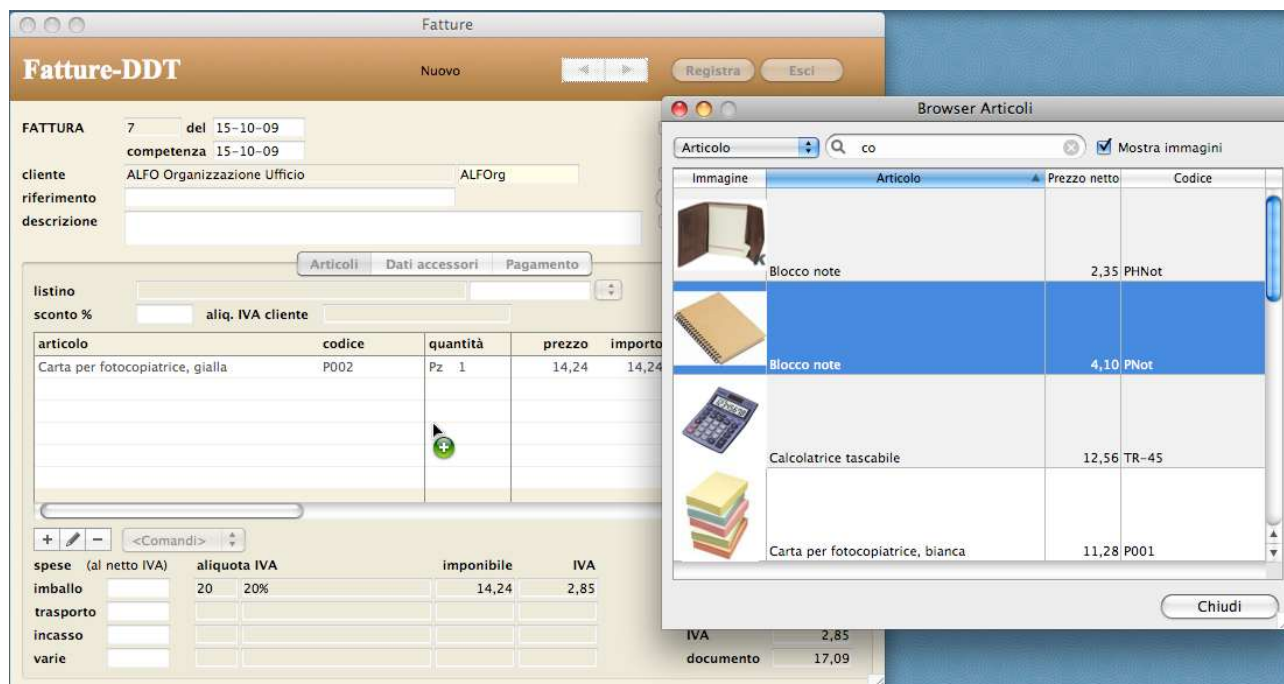 Fatture
Fatture-DDT
Nuovo
Registra
Esci
FATTURA 7 del 15-10-09
competenza 15-10-09
cliente ALFO Organizzazione Ufficio ALFOrg
riferimento
descrizione
Articoli Dati accessori Pagamento
listino
sconto % aliq. IVA cliente
articolo codice quantità prezzo importo
Carta per fotocopiatrice, gialla P002 Pz 1 14,24 14,24
+ -
<Comandi>
spese (al netto IVA) aliquota IVA imponibile IVA
imballo 20 20% 14,24 2,85
trasporto
incasso
varie
IVA 2,85
documento 17,09
Browser Articoli
Articolo co Mostra immagini
Immagine Articolo Prezzo netto Codice
Blocco note 2,35 PHNot
Blocco note 4,10 PNot
Calcolatrice tascabile 12,56 TR-45
Carta per fotocopiatrice, bianca 11,28 P001
Chiudi